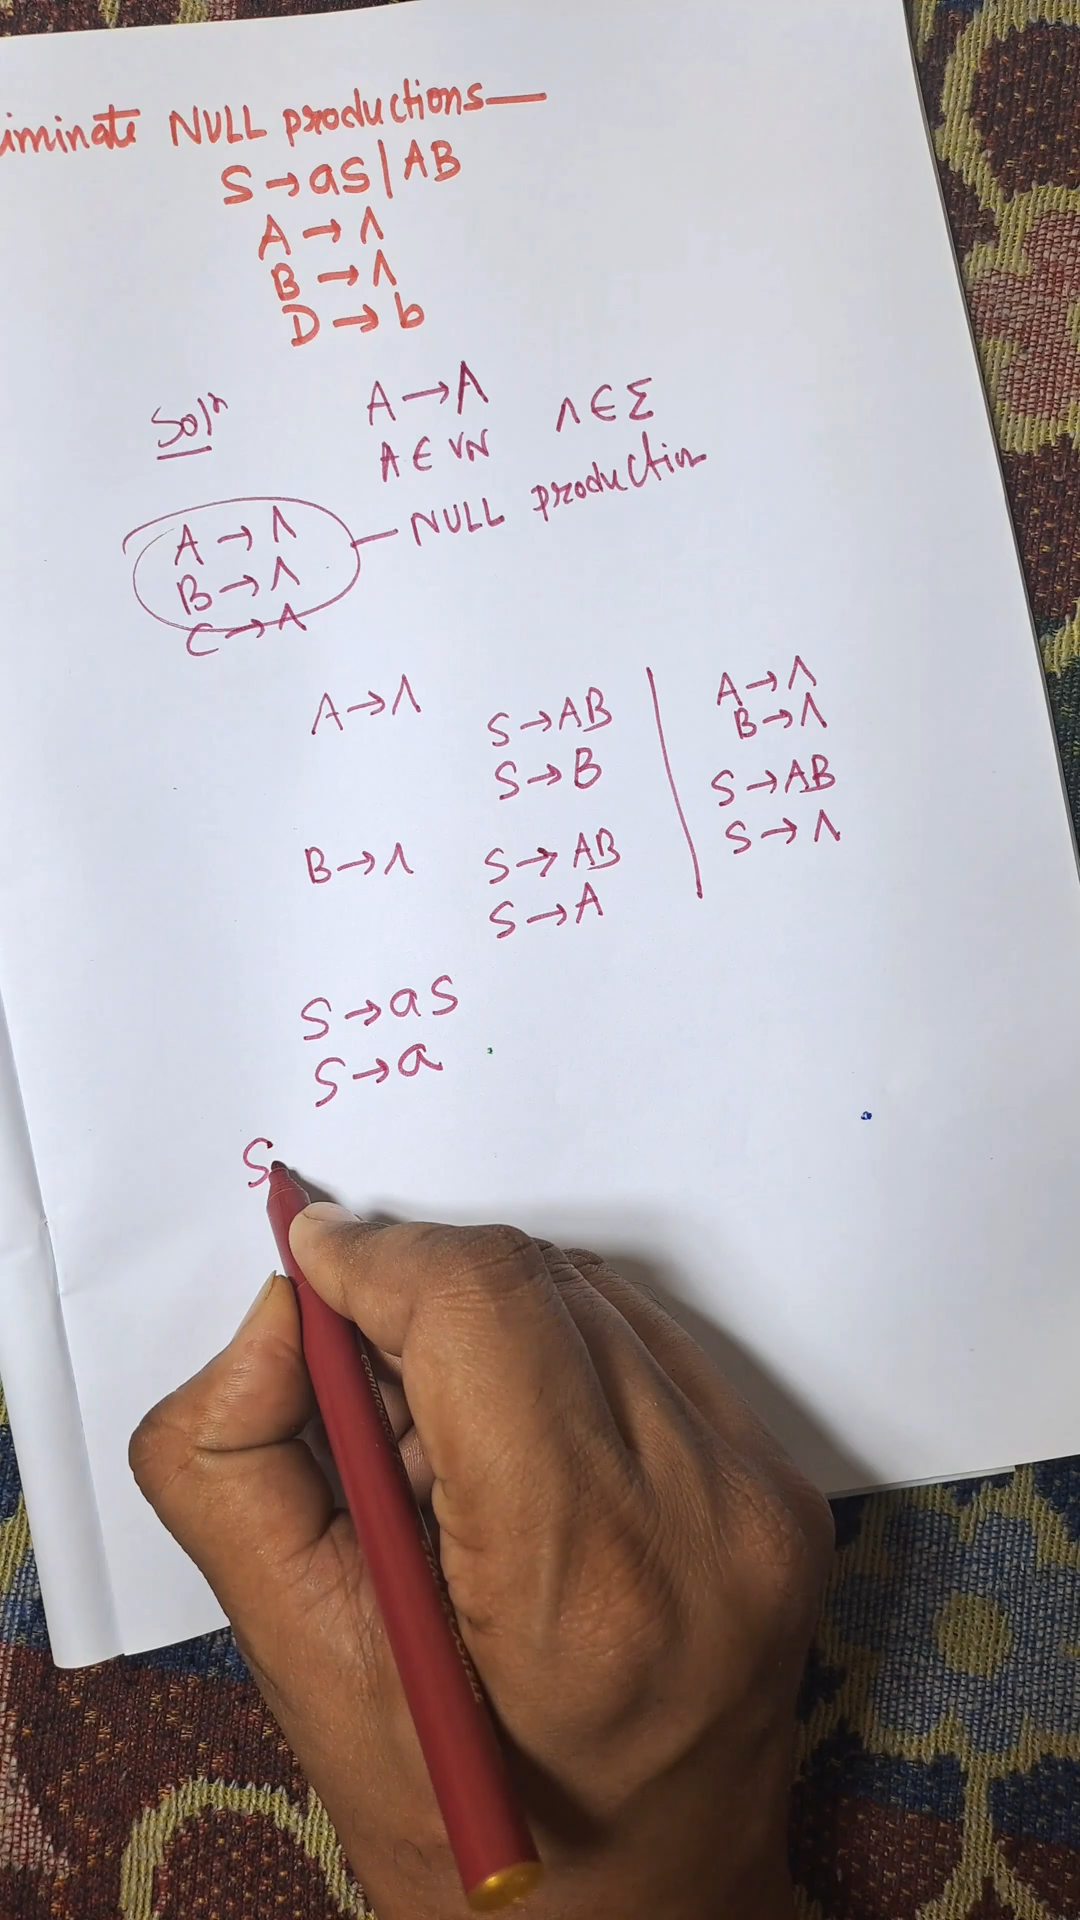 iminate NULL productions—
S → aS | AB
A → Λ
B → Λ
D → b
Solⁿ
A → Λ
A ∈ VN
Λ ∈ Σ
A → Λ
B → Λ
C → Λ
— NULL production
A → Λ
S → AB
S → B
B → Λ
S → AB
S → A
A → Λ
B → Λ
S → AB
S → Λ
S → aS
S → a
S